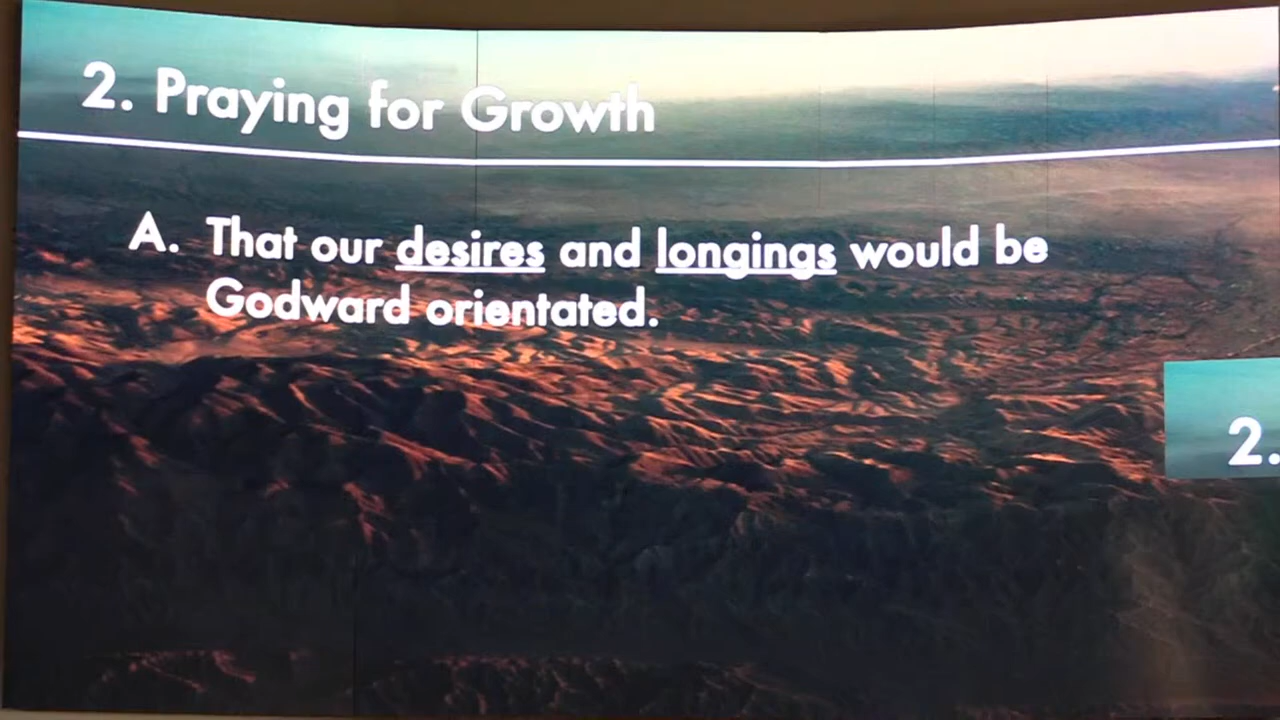 2. Praying for Growth
A. That our desires and longings would be
Godward orientated.
2.